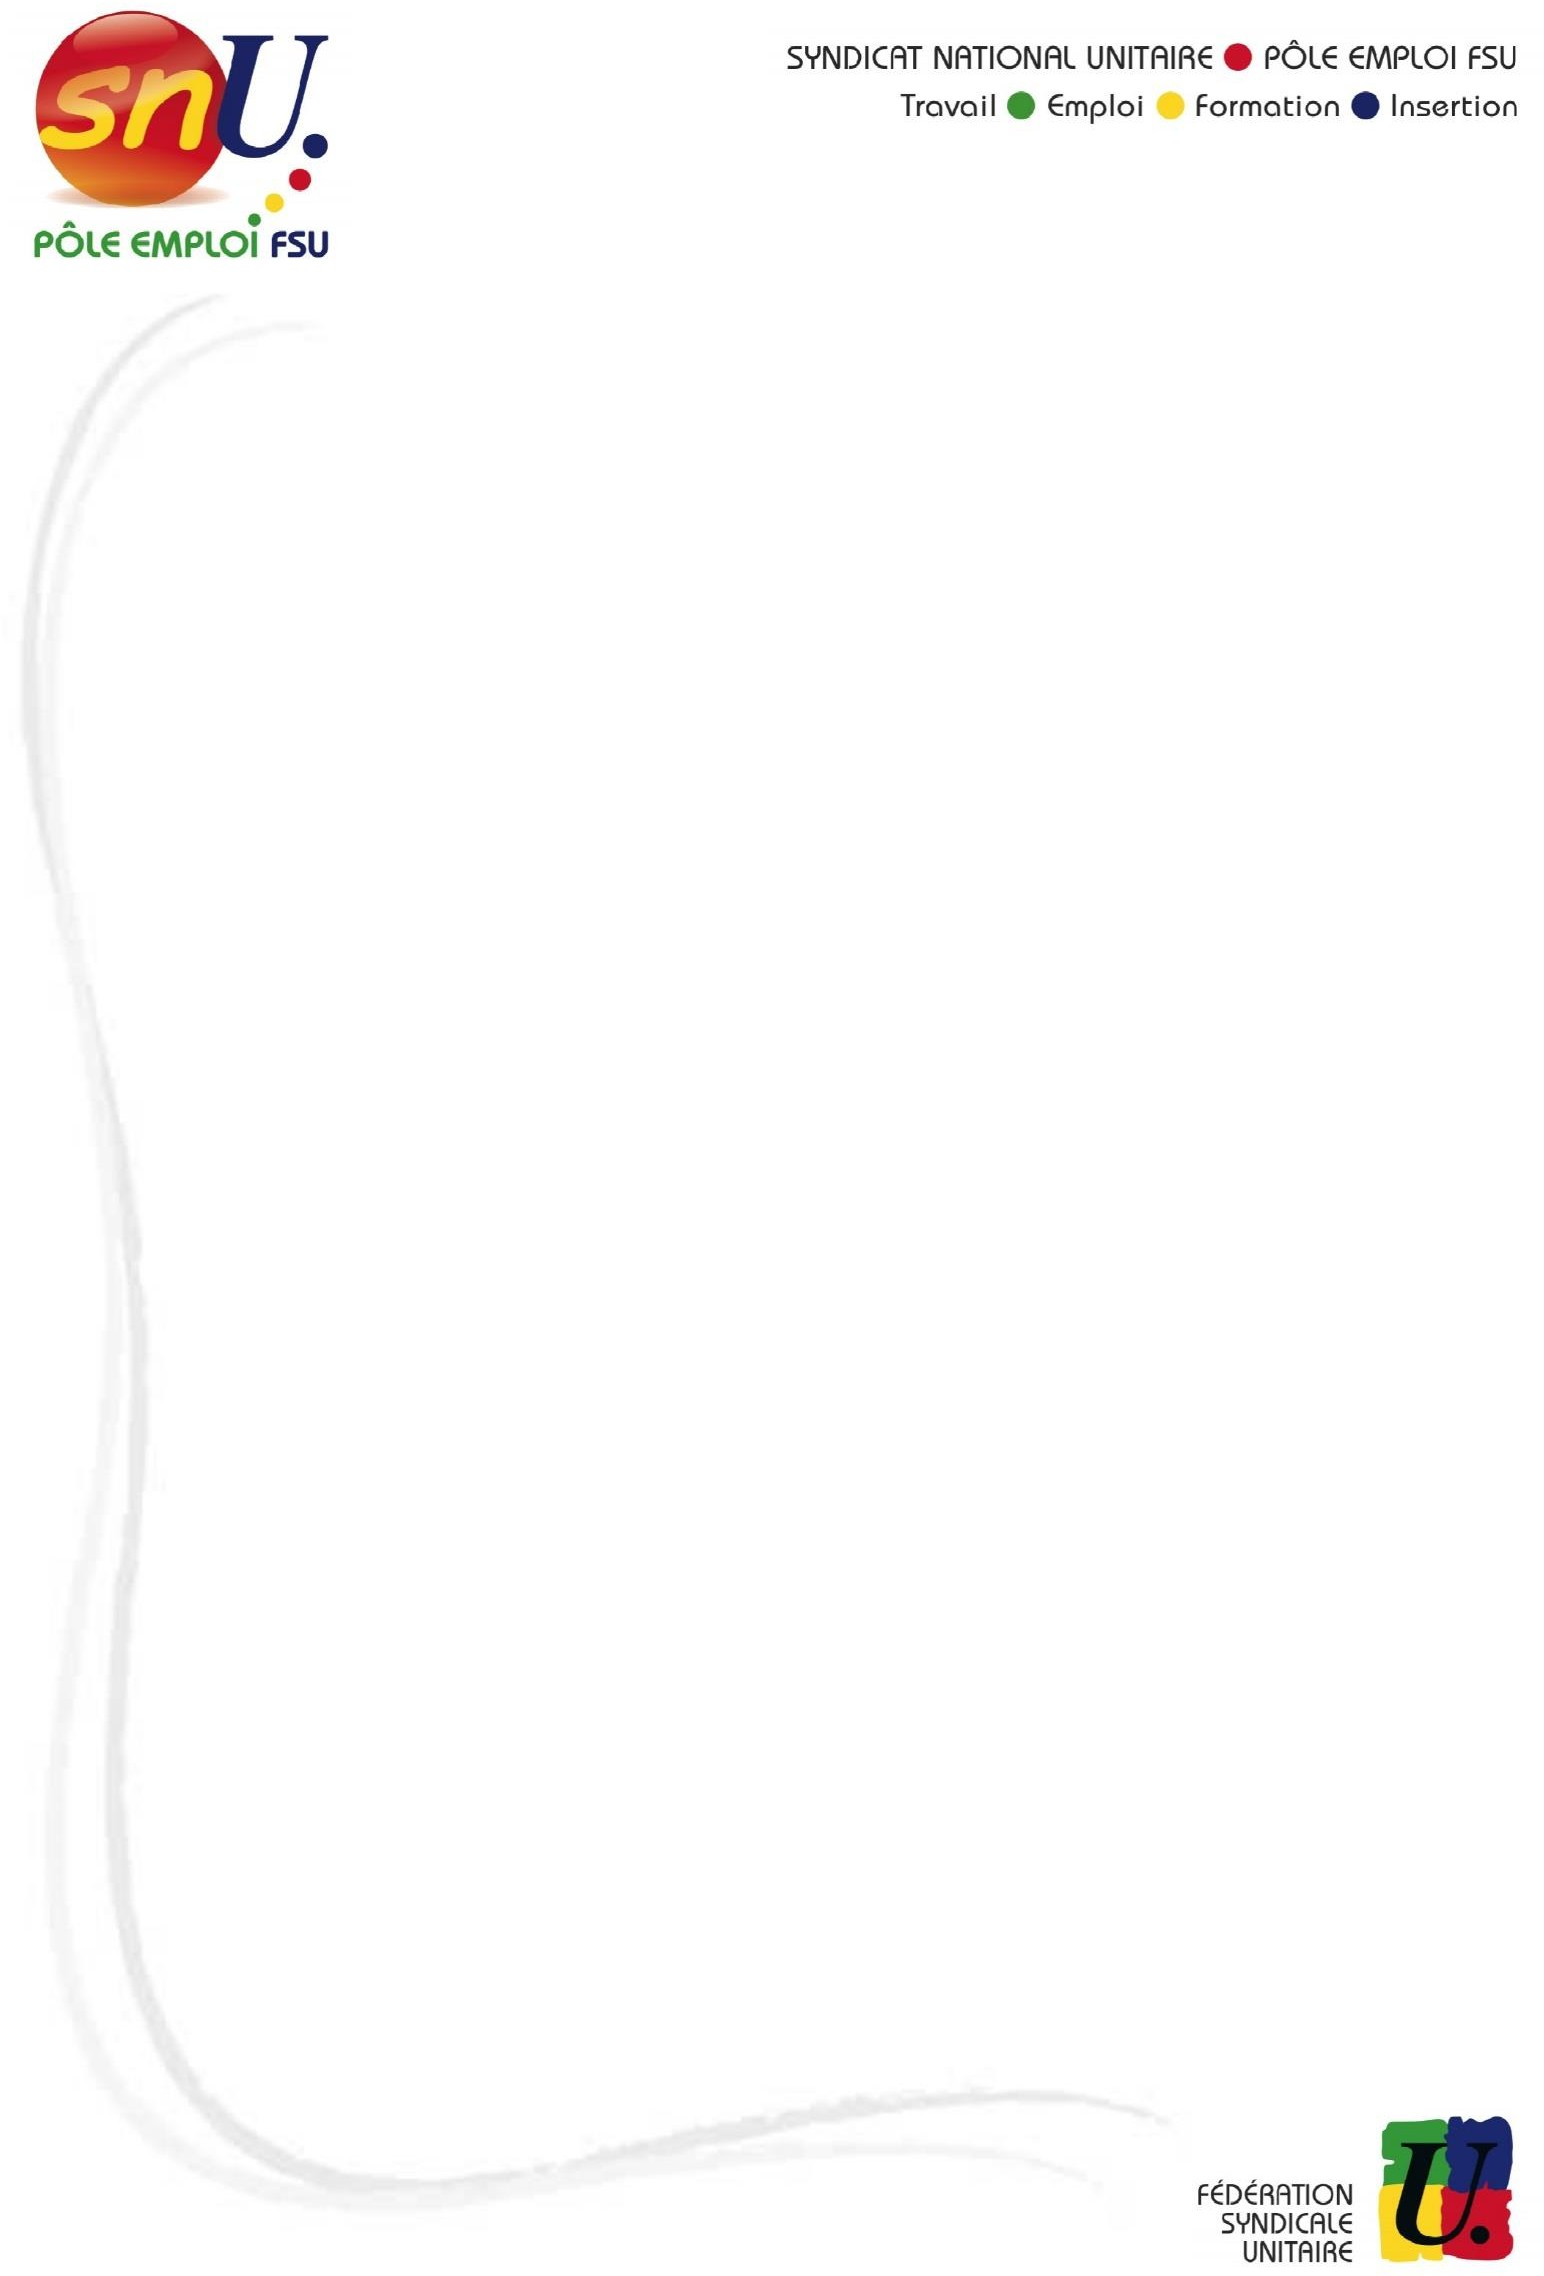 snU.
PÔLE EMPLOI FSU
SYNDICAT NATIONAL UNITAIRE ● PÔLE EMPLOI FSU
Travail ● Emploi ● Formation ● Insertion
FÉDÉRATION
SYNDICALE
UNITAIRE
U.